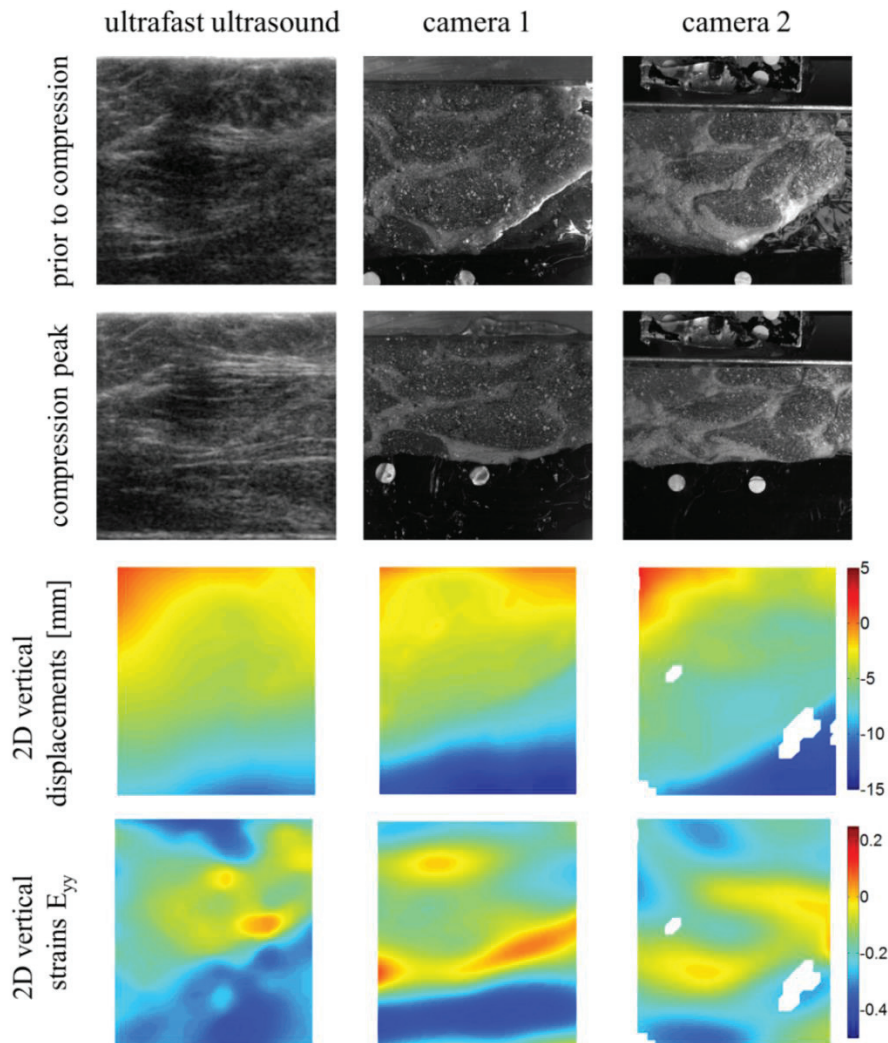 ultrafast ultrasound
camera 1
camera 2
prior to compression
compression peak
2D vertical
displacements [mm]
5
0
-5
-10
-15
2D vertical
strains Eyy
0.2
0
-0.2
-0.4